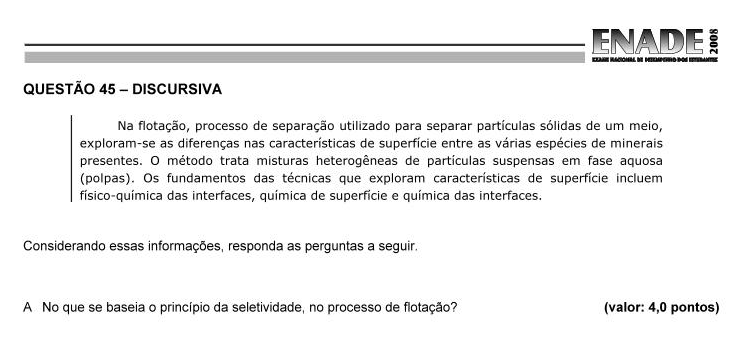 ENADE 2008
EXAME NACIONAL DE DESEMPENHO DOS ESTUDANTES
QUESTÃO 45 – DISCURSIVA
Na flotação, processo de separação utilizado para separar partículas sólidas de um meio,
exploram-se as diferenças nas características de superfície entre as várias espécies de minerais
presentes. O método trata misturas heterogêneas de partículas suspensas em fase aquosa
(polpas). Os fundamentos das técnicas que exploram características de superfície incluem
físico-química das interfaces, química de superfície e química das interfaces.
Considerando essas informações, responda as perguntas a seguir.
A No que se baseia o princípio da seletividade, no processo de flotação? (valor: 4,0 pontos)